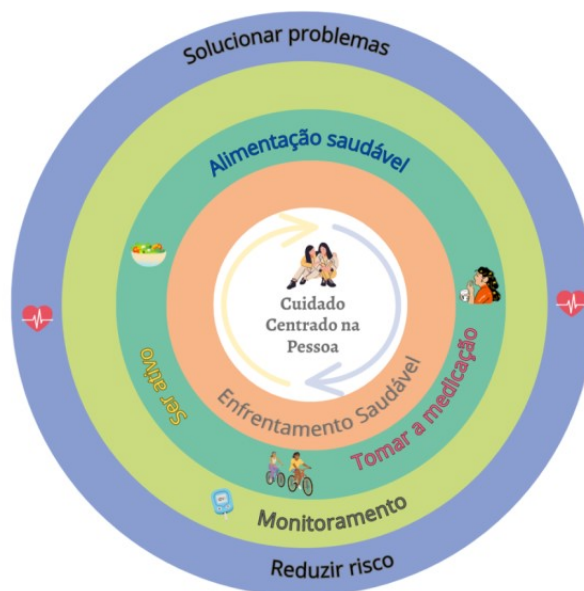 Solucionar problemas
Alimentação saudável
Cuidado
Centrado na
Pessoa
Enfrentamento Saudável
Ser ativo
Tomar a medicação
Monitoramento
Reduzir risco